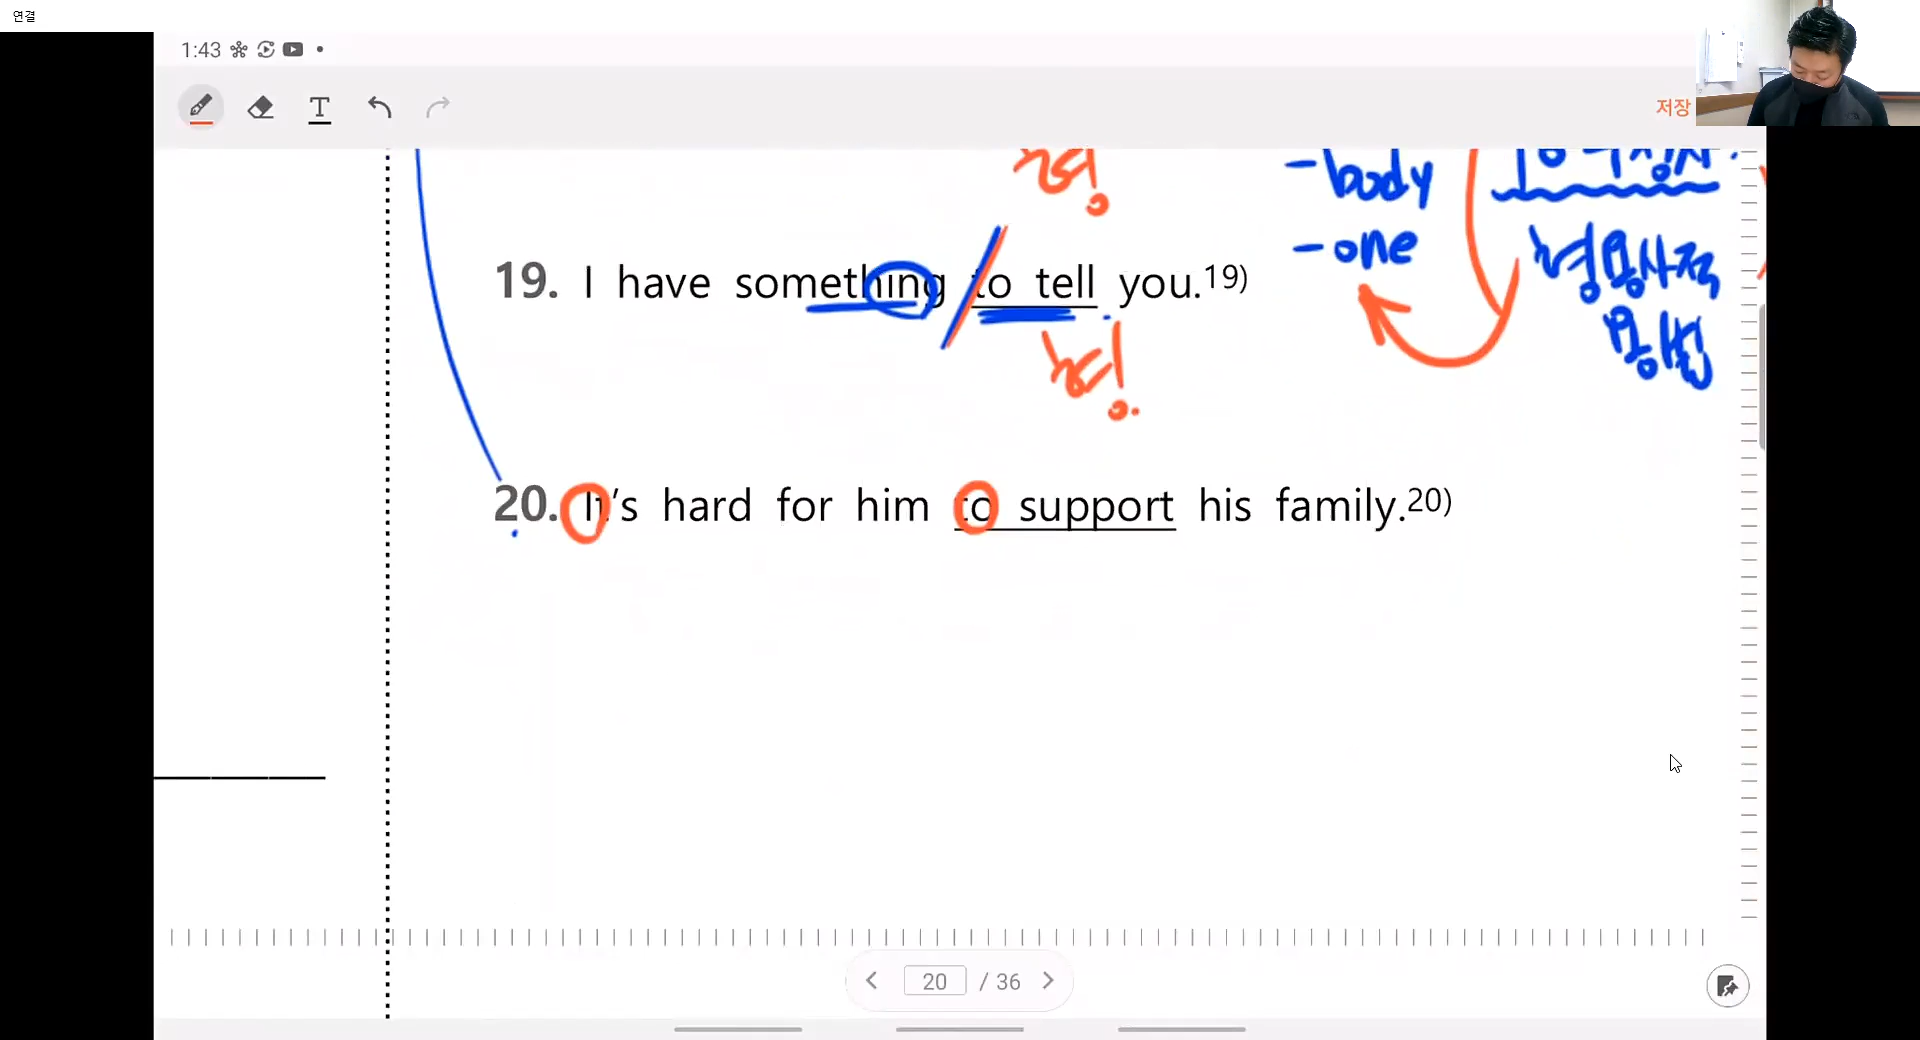 연결
1:43
T
저장
-body
-one
형용사적
용법
19. I have something to tell you.19)
형
20. It's hard for him to support his family.20)
20 / 36